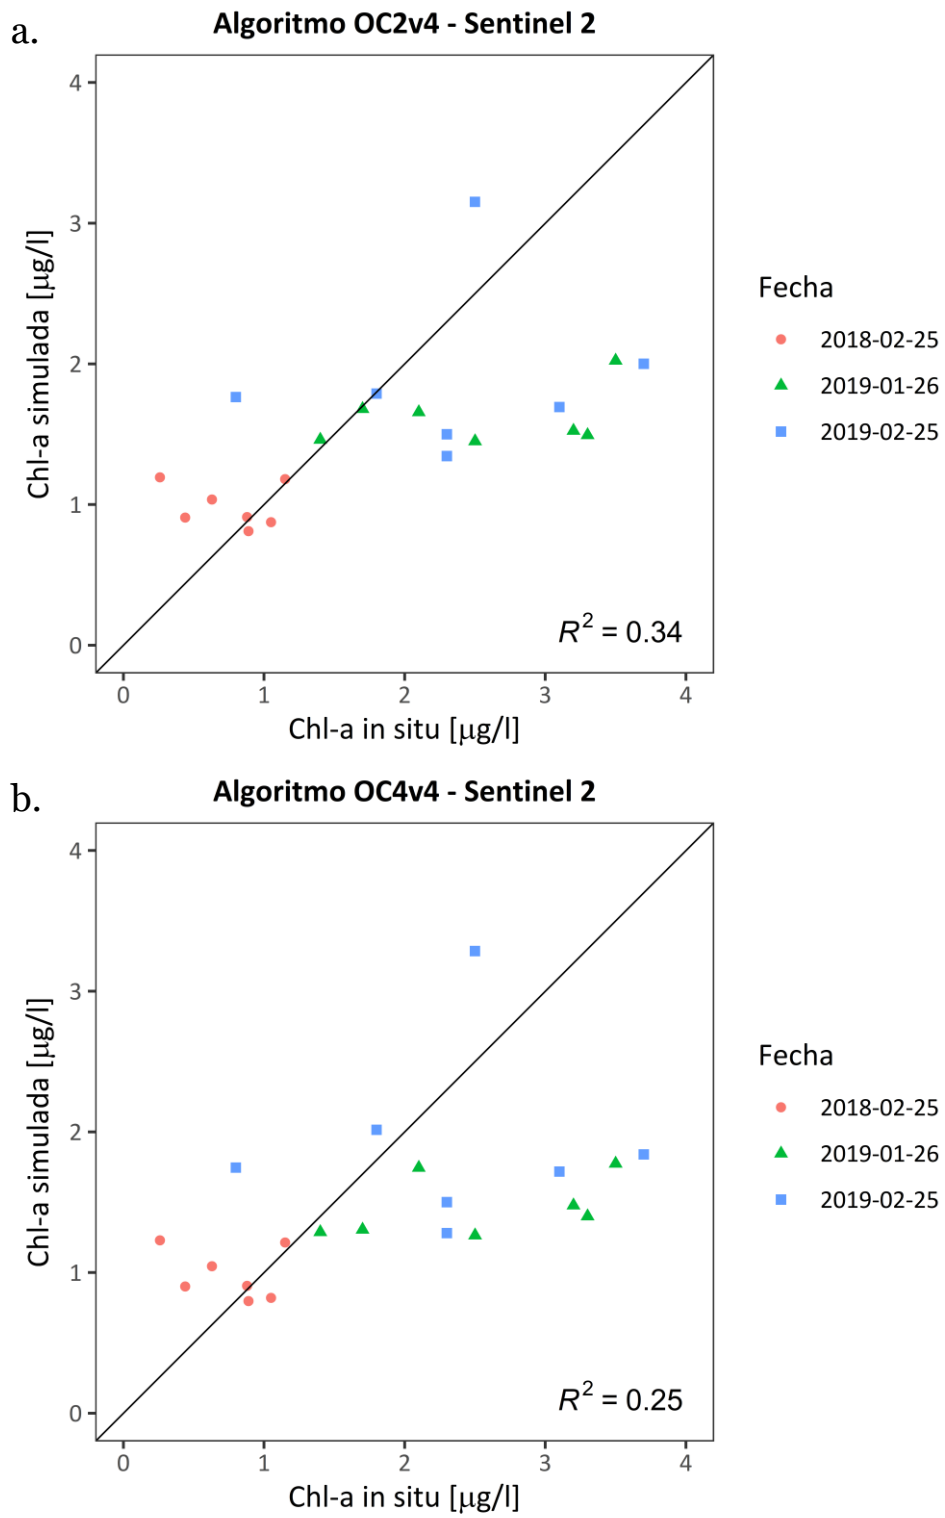 a.
Algoritmo OC2v4 - Sentinel 2
4
3
2
1
0
Chl-a simulada [µg/l]
R² = 0.34
0 1 2 3 4
Chl-a in situ [µg/l]
Fecha
2018-02-25
2019-01-26
2019-02-25
b.
Algoritmo OC4v4 - Sentinel 2
4
3
2
1
0
Chl-a simulada [µg/l]
R² = 0.25
0 1 2 3 4
Chl-a in situ [µg/l]
Fecha
2018-02-25
2019-01-26
2019-02-25